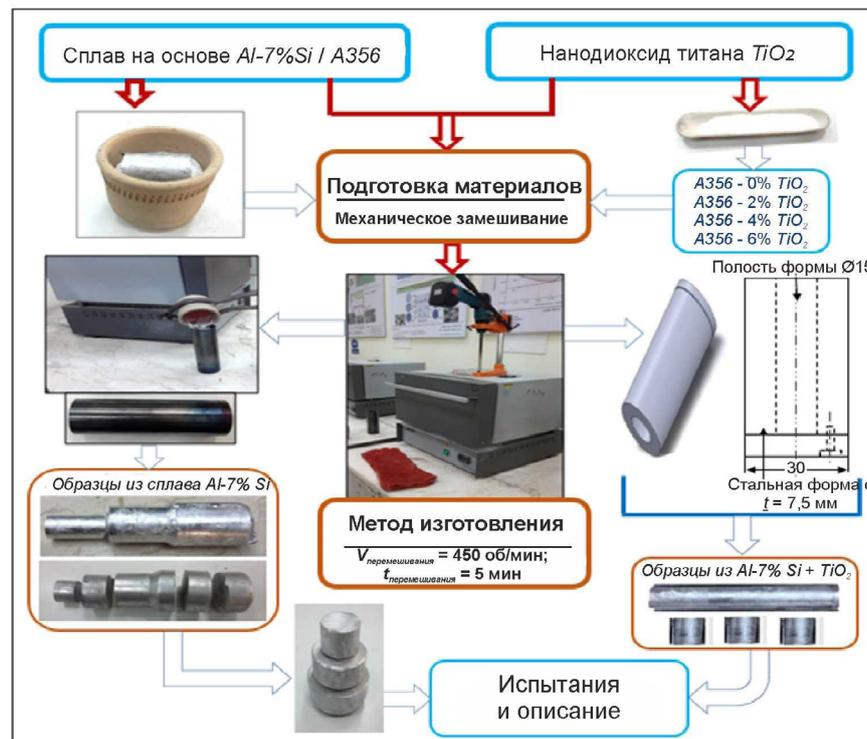 Сплав на основе Al-7%Si / A356
Нанодиоксид титана TiO2
Подготовка материалов
Механическое замешивание
A356 - 0% TiO2
A356 - 2% TiO2
A356 - 4% TiO2
A356 - 6% TiO2
Полость формы Ø15
30
Стальная форма с
t = 7,5 мм
Образцы из сплава Al-7% Si
Метод изготовления
Vперемешивания = 450 об/мин;
tперемешивания = 5 мин
Образцы из Al-7% Si + TiO2
Испытания
и описание